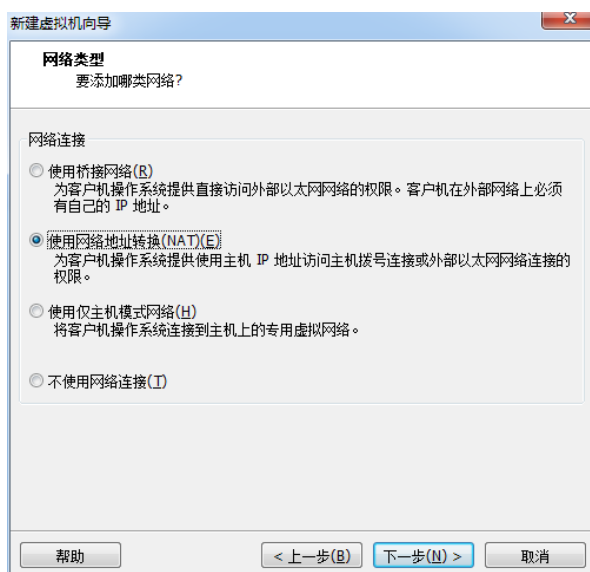 新建虚拟机向导
网络类型
要添加哪类网络?
网络连接
使用桥接网络(R)
为客户机操作系统提供直接访问外部以太网网络的权限。客户机在外部网络上必须
有自己的 IP 地址。
使用网络地址转换(NAT)(E)
为客户机操作系统提供使用主机 IP 地址访问主机拨号连接或外部以太网网络连接的
权限。
使用仅主机模式网络(H)
将客户机操作系统连接到主机上的专用虚拟网络。
不使用网络连接(T)
帮助
< 上一步(B)
下一步(N) >
取消